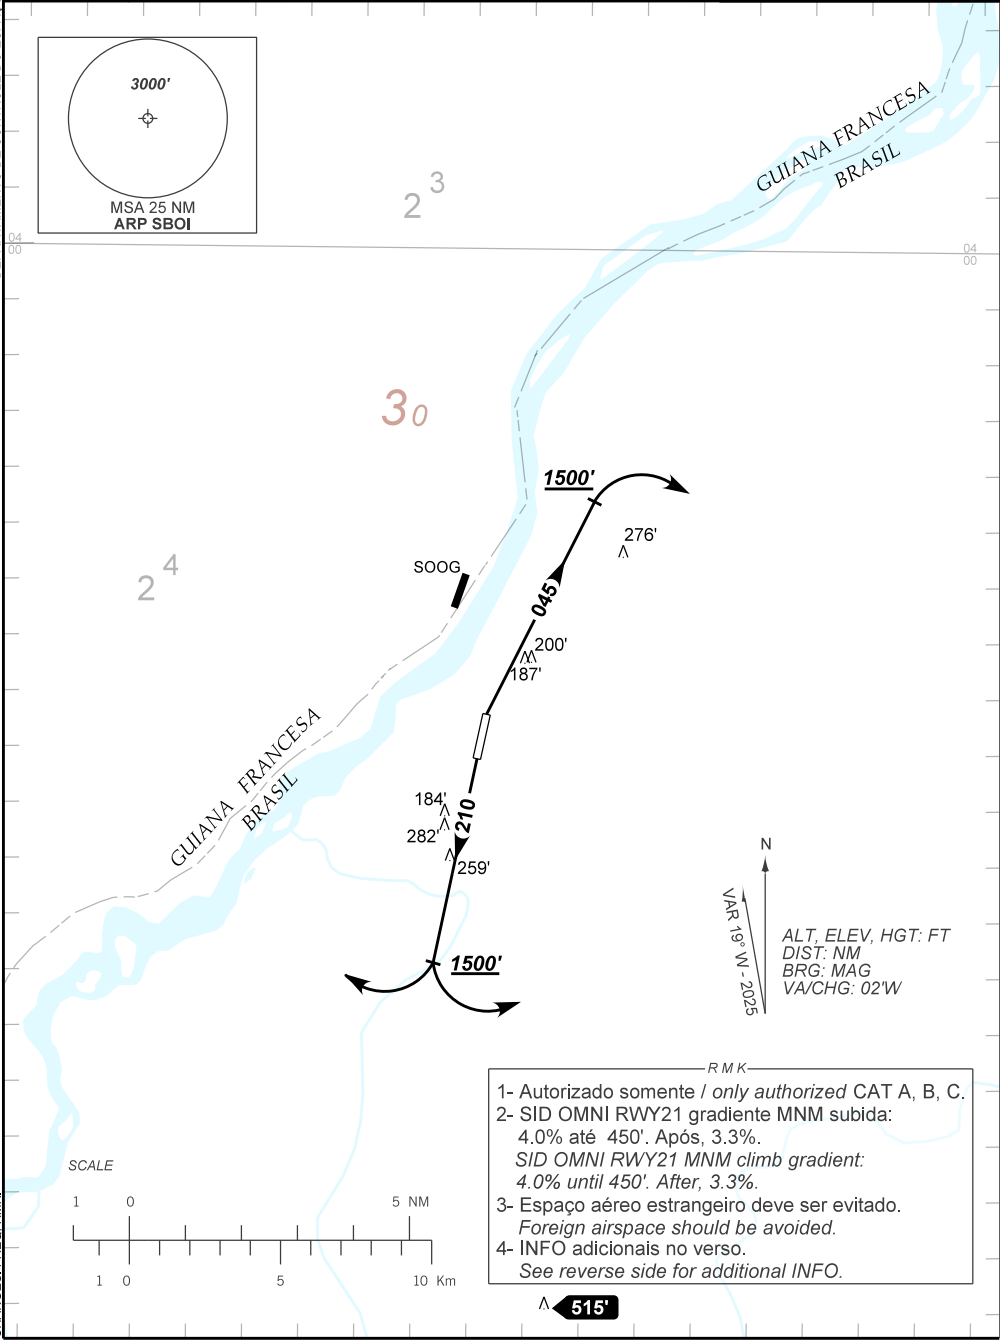 3000'
MSA 25 NM
ARP SBOI
GUIANA FRANCESA
BRASIL
2 3
04
00
04
00
30
1500'
276'
SOOG
2 4
045
200'
187'
GUIANA FRANCESA
BRASIL
184'
210
282'
259'
1500'
N
VAR 19° W - 2025
ALT, ELEV, HGT: FT
DIST: NM
BRG: MAG
VA/CHG: 02'W
RMK
1- Autorizado somente / only authorized CAT A, B, C.
2- SID OMNI RWY21 gradiente MNM subida:
4.0% até 450'. Após, 3.3%.
SID OMNI RWY21 MNM climb gradient:
4.0% until 450'. After, 3.3%.
3- Espaço aéreo estrangeiro deve ser evitado.
Foreign airspace should be avoided.
4- INFO adicionais no verso.
See reverse side for additional INFO.
SCALE
1 0 5 NM
1 0 5 10 Km
515'